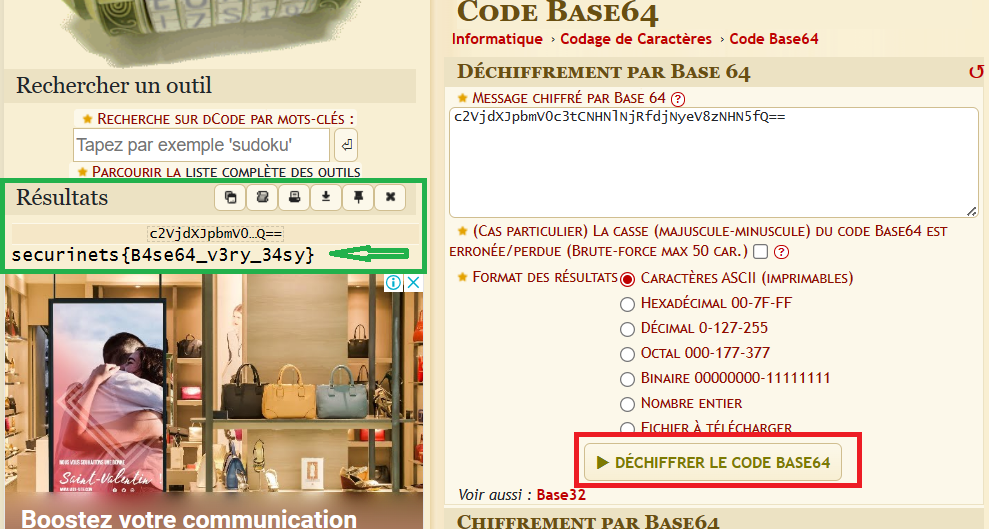 Rechercher un outil
★ Recherche sur dCode par mots-clés :
Tapez par exemple 'sudoku'
★ Parcourir la liste complète des outils
Résultats
c2VjdXJpbmV0…Q==
securinets{B4se64_v3ry_34sy}
Saint-Valentin
Boostez votre communication
Code Base64
Informatique › Codage de Caractères › Code Base64
Déchiffrement par Base 64
★ Message chiffré par Base 64 ?
c2VjdXJpbmV0c3tCNHNlNjRfdjNyeV8zNHN5fQ==
★ (Cas particulier) La casse (majuscule-minuscule) du code Base64 est
erronée/perdue (Brute-force max 50 car.) ?
★ Format des résultats Caractères ASCII (imprimables)
Hexadécimal 00-7F-FF
Décimal 0-127-255
Octal 000-177-377
Binaire 00000000-11111111
Nombre entier
Fichier à télécharger
▶ DÉCHIFFRER LE CODE BASE64
Voir aussi : Base32
Chiffrement par Base64